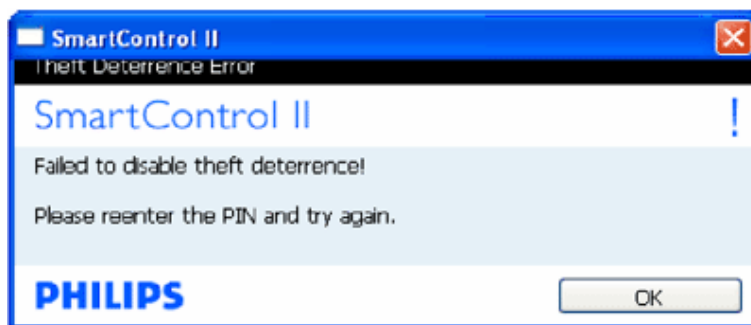 SmartControl II
Theft Deterrence Error
SmartControl II !
Failed to disable theft deterrence!
Please reenter the PIN and try again.
PHILIPS
OK